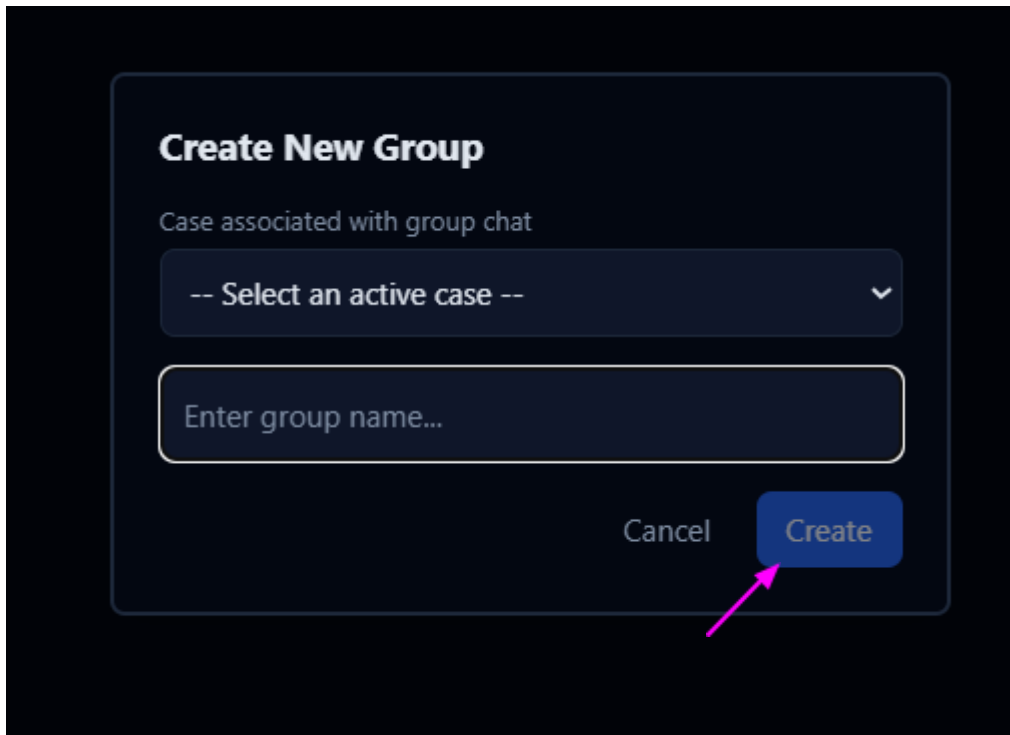 Create New Group
Case associated with group chat
-- Select an active case --
Enter group name...
Cancel Create